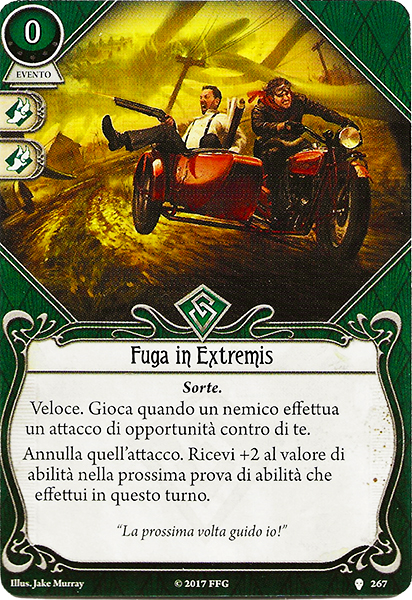 0
EVENTO
Fuga in Extremis
Sorte.
Veloce. Gioca quando un nemico effettua
un attacco di opportunità contro di te.
Annulla quell'attacco. Ricevi +2 al valore di
abilità nella prossima prova di abilità che
effettui in questo turno.
"La prossima volta guido io!"
Illus. Jake Murray © 2017 FFG 267